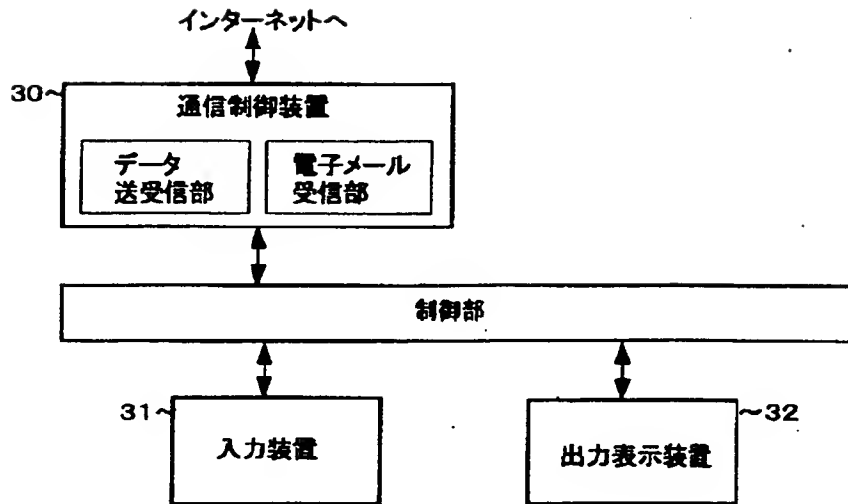 インターネットへ
30
通信制御装置
データ
送受信部
電子メール
受信部
制御部
31
入力装置
32
出力表示装置